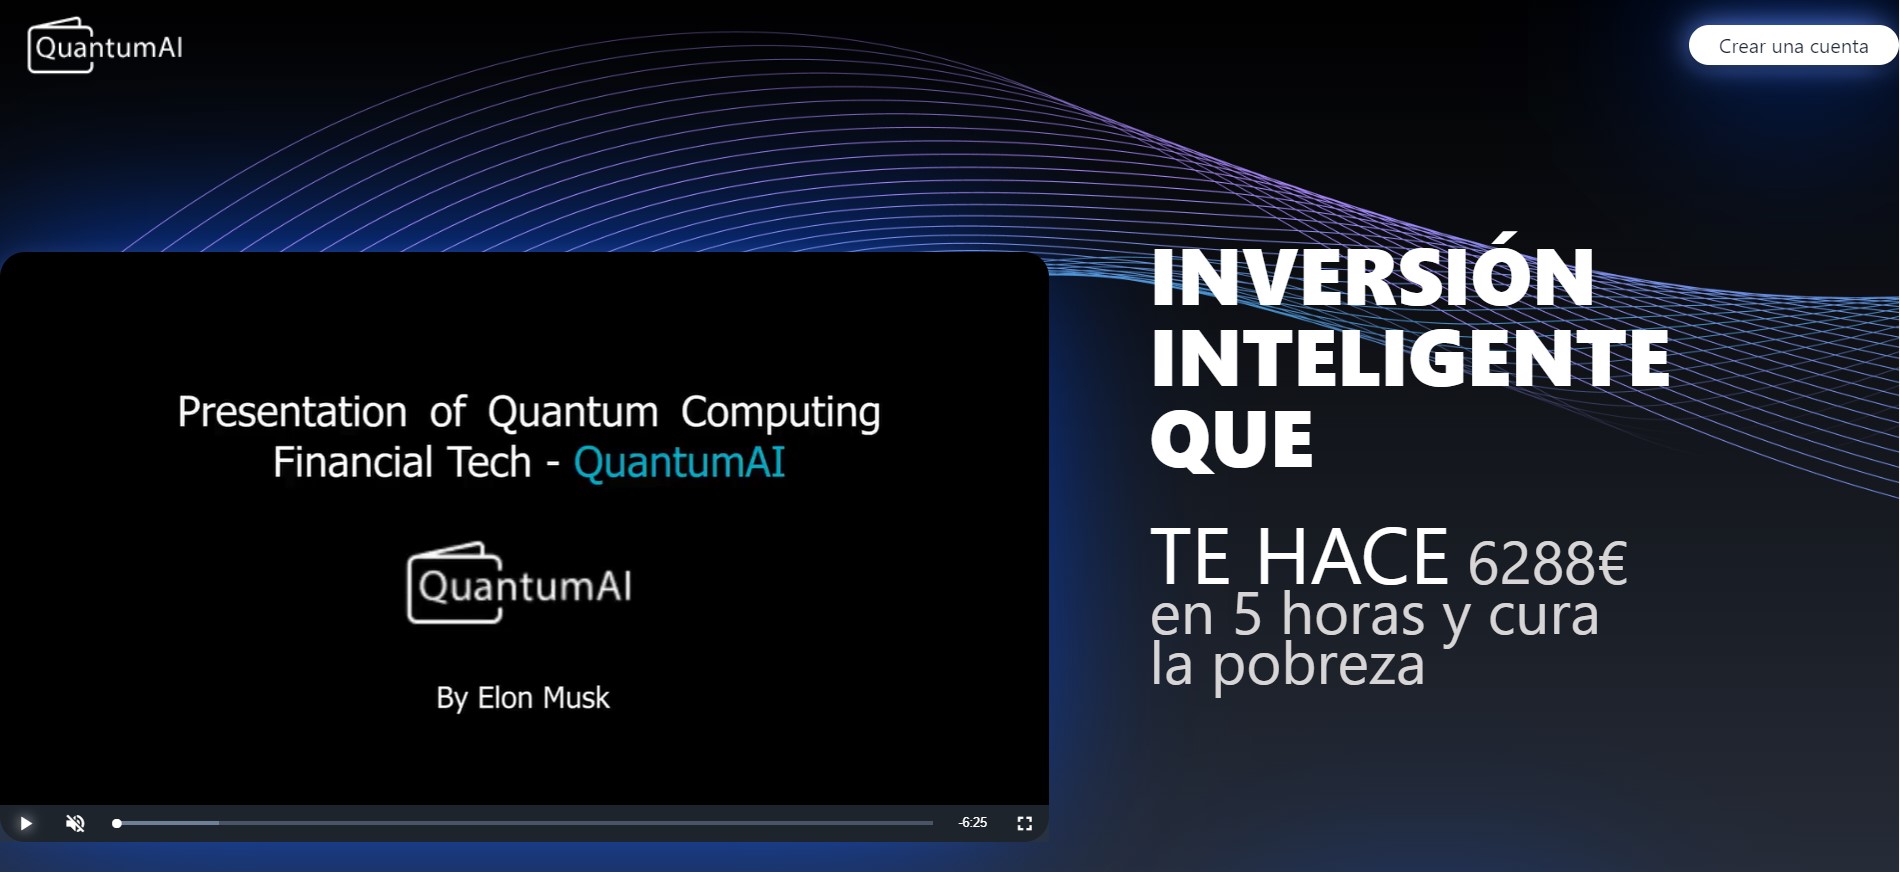 QuantumAI
Crear una cuenta
Presentation of Quantum Computing
Financial Tech - QuantumAI
QuantumAI
By Elon Musk
-6:25
INVERSIÓN
INTELIGENTE
QUE
TE HACE 6288€
en 5 horas y cura
la pobreza